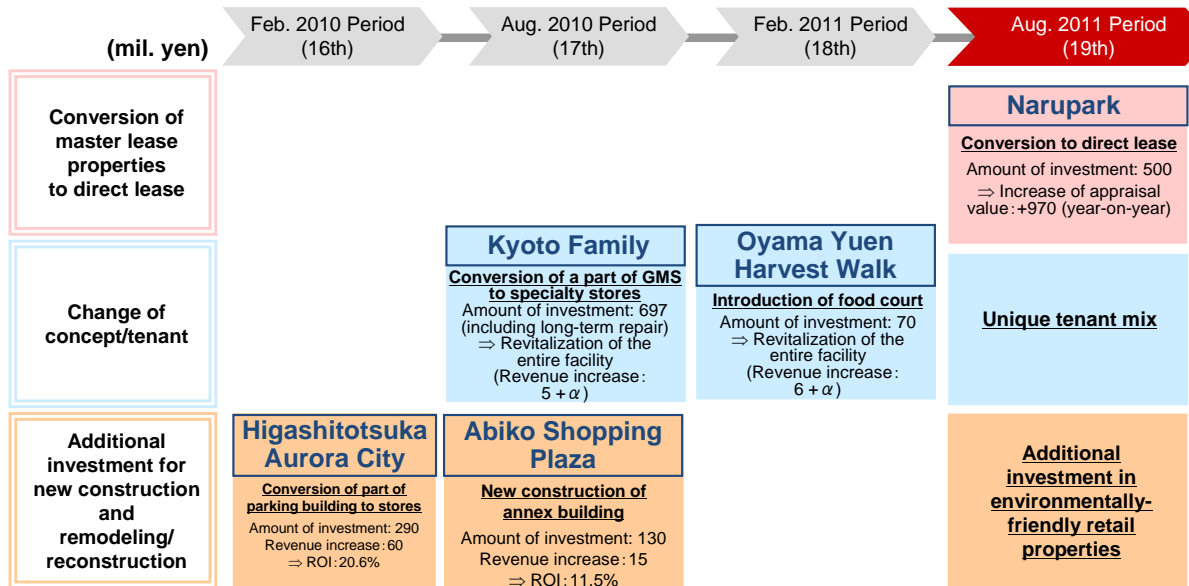 (mil. yen)
Feb. 2010 Period
(16th)
Aug. 2010 Period
(17th)
Feb. 2011 Period
(18th)
Aug. 2011 Period
(19th)
Conversion of
master lease
properties
to direct lease
Narupark
Conversion to direct lease
Amount of investment: 500
⇒ Increase of appraisal
value:+970 (year-on-year)
Change of
concept/tenant
Kyoto Family
Conversion of a part of GMS
to specialty stores
Amount of investment: 697
(including long-term repair)
⇒ Revitalization of the
entire facility
(Revenue increase:
5 + α)
Oyama Yuen
Harvest Walk
Introduction of food court
Amount of investment: 70
⇒ Revitalization of the
entire facility
(Revenue increase:
6 + α)
Unique tenant mix
Additional
investment for
new construction
and
remodeling/
reconstruction
Higashitotsuka
Aurora City
Conversion of part of
parking building to stores
Amount of investment: 290
Revenue increase: 60
⇒ ROI:20.6%
Abiko Shopping
Plaza
New construction of
annex building
Amount of investment: 130
Revenue increase: 15
⇒ ROI:11.5%
Additional
investment in
environmentally-
friendly retail
properties